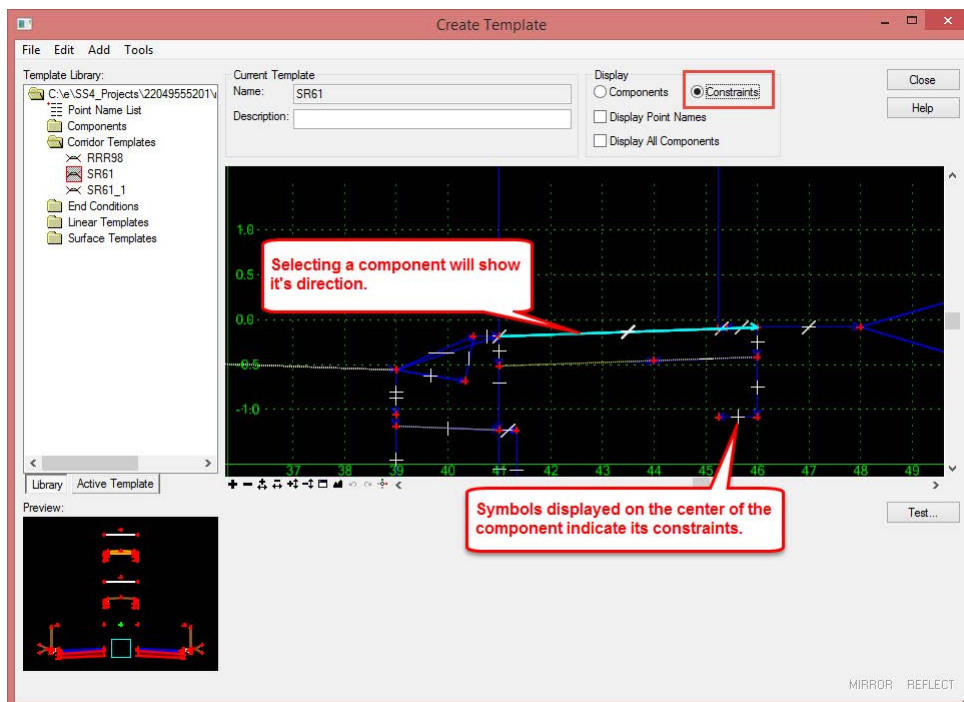 Create Template
File Edit Add Tools
Template Library:
C:\e\SS4_Projects\22049555201\
Point Name List
Components
Corridor Templates
RRR98
SR61
SR61_1
End Conditions
Linear Templates
Surface Templates
Library Active Template
Preview:
Current Template
Name: SR61
Description:
Display
Components Constraints
Display Point Names
Display All Components
Close
Help
1.0
0.5
0.0
-0.5
-1.0
Selecting a component will show
it's direction.
37 38 39 40 41 42 43 44 45 46 47 48 49
Symbols displayed on the center of the
component indicate its constraints.
Test...
MIRROR REFLECT